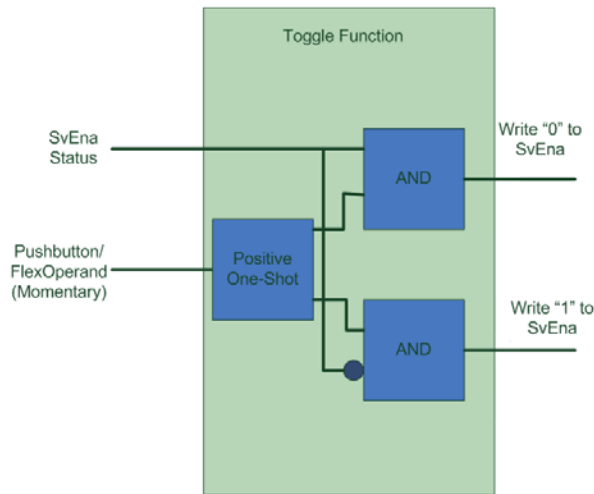 Toggle Function
SvEna
Status
AND
Write “0” to
SvEna
Pushbutton/
FlexOperand
(Momentary)
Positive
One-Shot
AND
Write “1” to
SvEna